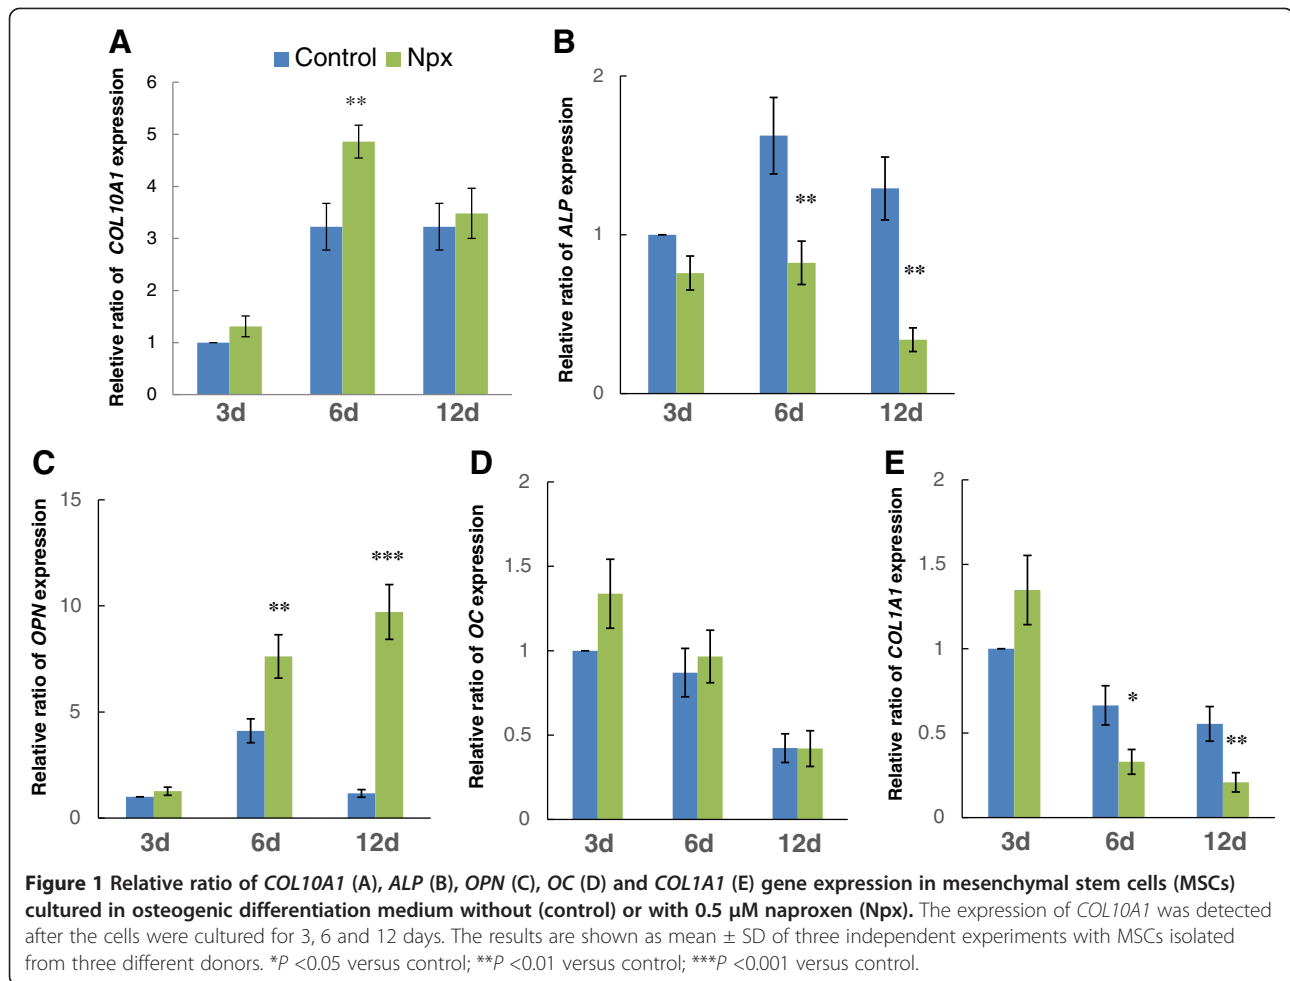 A
Control Npx
Reletive ratio of COL10A1 expression
6
5
4
3
2
1
0
**
3d 6d 12d
B
Relative ratio of ALP expression
2
1
0
**
**
3d 6d 12d
C
Relative ratio of OPN expression
15
10
5
0
**
***
3d 6d 12d
D
Relative ratio of OC expression
2
1.5
1
0.5
0
3d 6d 12d
E
Relative ratio of COL1A1 expression
2
1.5
1
0.5
0
*
**
3d 6d 12d
Figure 1 Relative ratio of COL10A1 (A), ALP (B), OPN (C), OC (D) and COL1A1 (E) gene expression in mesenchymal stem cells (MSCs)
cultured in osteogenic differentiation medium without (control) or with 0.5 μM naproxen (Npx). The expression of COL10A1 was detected
after the cells were cultured for 3, 6 and 12 days. The results are shown as mean ± SD of three independent experiments with MSCs isolated
from three different donors. *P <0.05 versus control; **P <0.01 versus control; ***P <0.001 versus control.